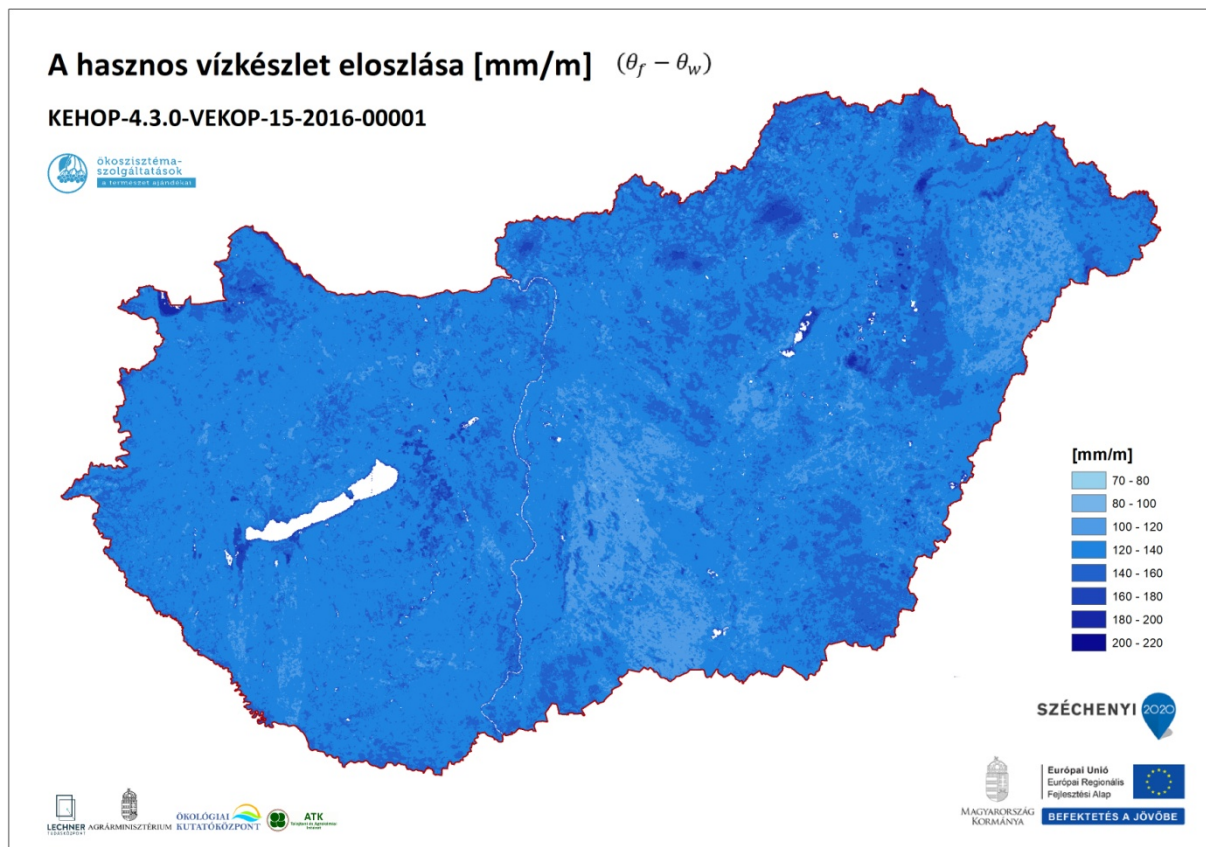 A hasznos vízkészlet eloszlása [mm/m] (θf − θw)
KEHOP-4.3.0-VEKOP-15-2016-00001
ökoszisztéma-
szolgáltatások
a természet ajándékai
[mm/m]
70 - 80
80 - 100
100 - 120
120 - 140
140 - 160
160 - 180
180 - 200
200 - 220
SZÉCHENYI 2020
MAGYARORSZÁG
KORMÁNYA
Európai Unió
Európai Regionális
Fejlesztési Alap
BEFEKTETÉS A JÖVŐBE
LECHNER
TUDÁSKÖZPONT
AGRÁRMINISZTÉRIUM
ÖKOLÓGIAI
KUTATÓKÖZPONT
ATK